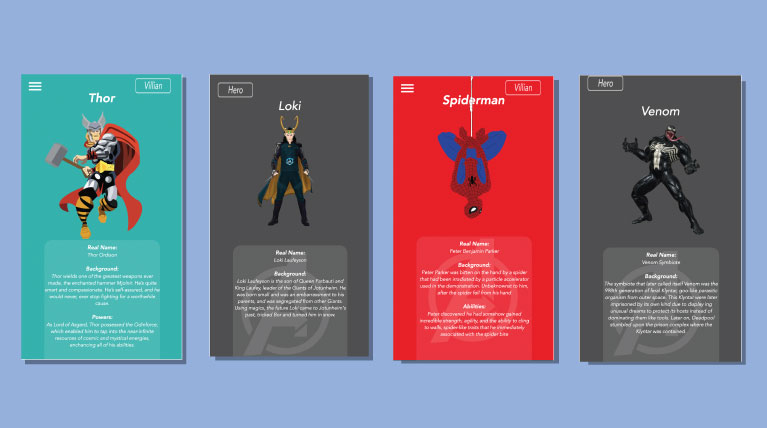 Villian
Thor
Real Name:
Thor Girdison
Background:
Thor wields one of the greatest weapons ever
made, the enchanted hammer Mjolnir. He's quite
smart and compassionate. He's self-assured, and he
would never, ever stop fighting for a worthwhile
cause.
Powers:
As Lord of Asgard, Thor possessed the Odinforce,
which enabled him to tap into the near-infinite
resources of cosmic and mystical energies,
enchancing all of his abilities.
Hero
Loki
Real Name:
Loki Laufeyson
Background:
Loki Laufeyson is the son of Queen Farbauti and
King Laufey, leader of the Giants of Jotunheim. He
was born small and was an embarrassment to his
parents, and was segregated from other Giants.
Using magics, the future Loki came to Jotunheim's
past, tricked Bor and turned him in snow.
Villian
Spiderman
Real Name:
Peter Benjamin Parker
Background:
Peter Parker was bitten on the hand by a spider
that had been irradiated by a particle accelerator
used in the demonstration. Unbeknownst to him,
after the spider fell from his hand
Abilities:
Peter discovered he had somehow gained
incredible strength, agility, and the ability to cling
to walls, spider-like traits that he immediately
associated with the spider bite
Hero
Venom
Real Name:
Venom Symbiote
Background:
The symbiote that later called itself Venom was the
998th generation of feral Klyntar, goo-like parasitic
organism from outer space. This Klyntar were later
imprisoned by its own kind due to display ing
unusual dreams to protect its hosts instead of
dominating them like tools. Later on, Deadpool
stumbled upon the prison complex where the
Klyntar was contained.